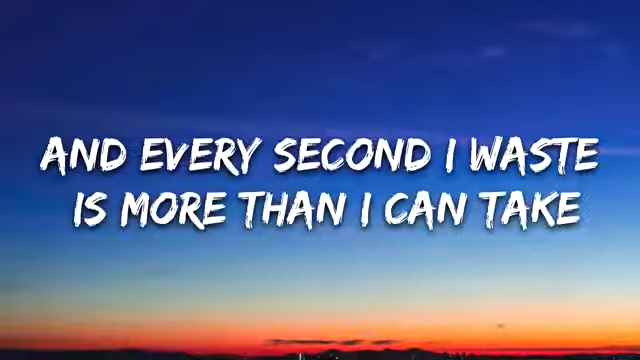 AND EVERY SECOND I WASTE
IS MORE THAN I CAN TAKE